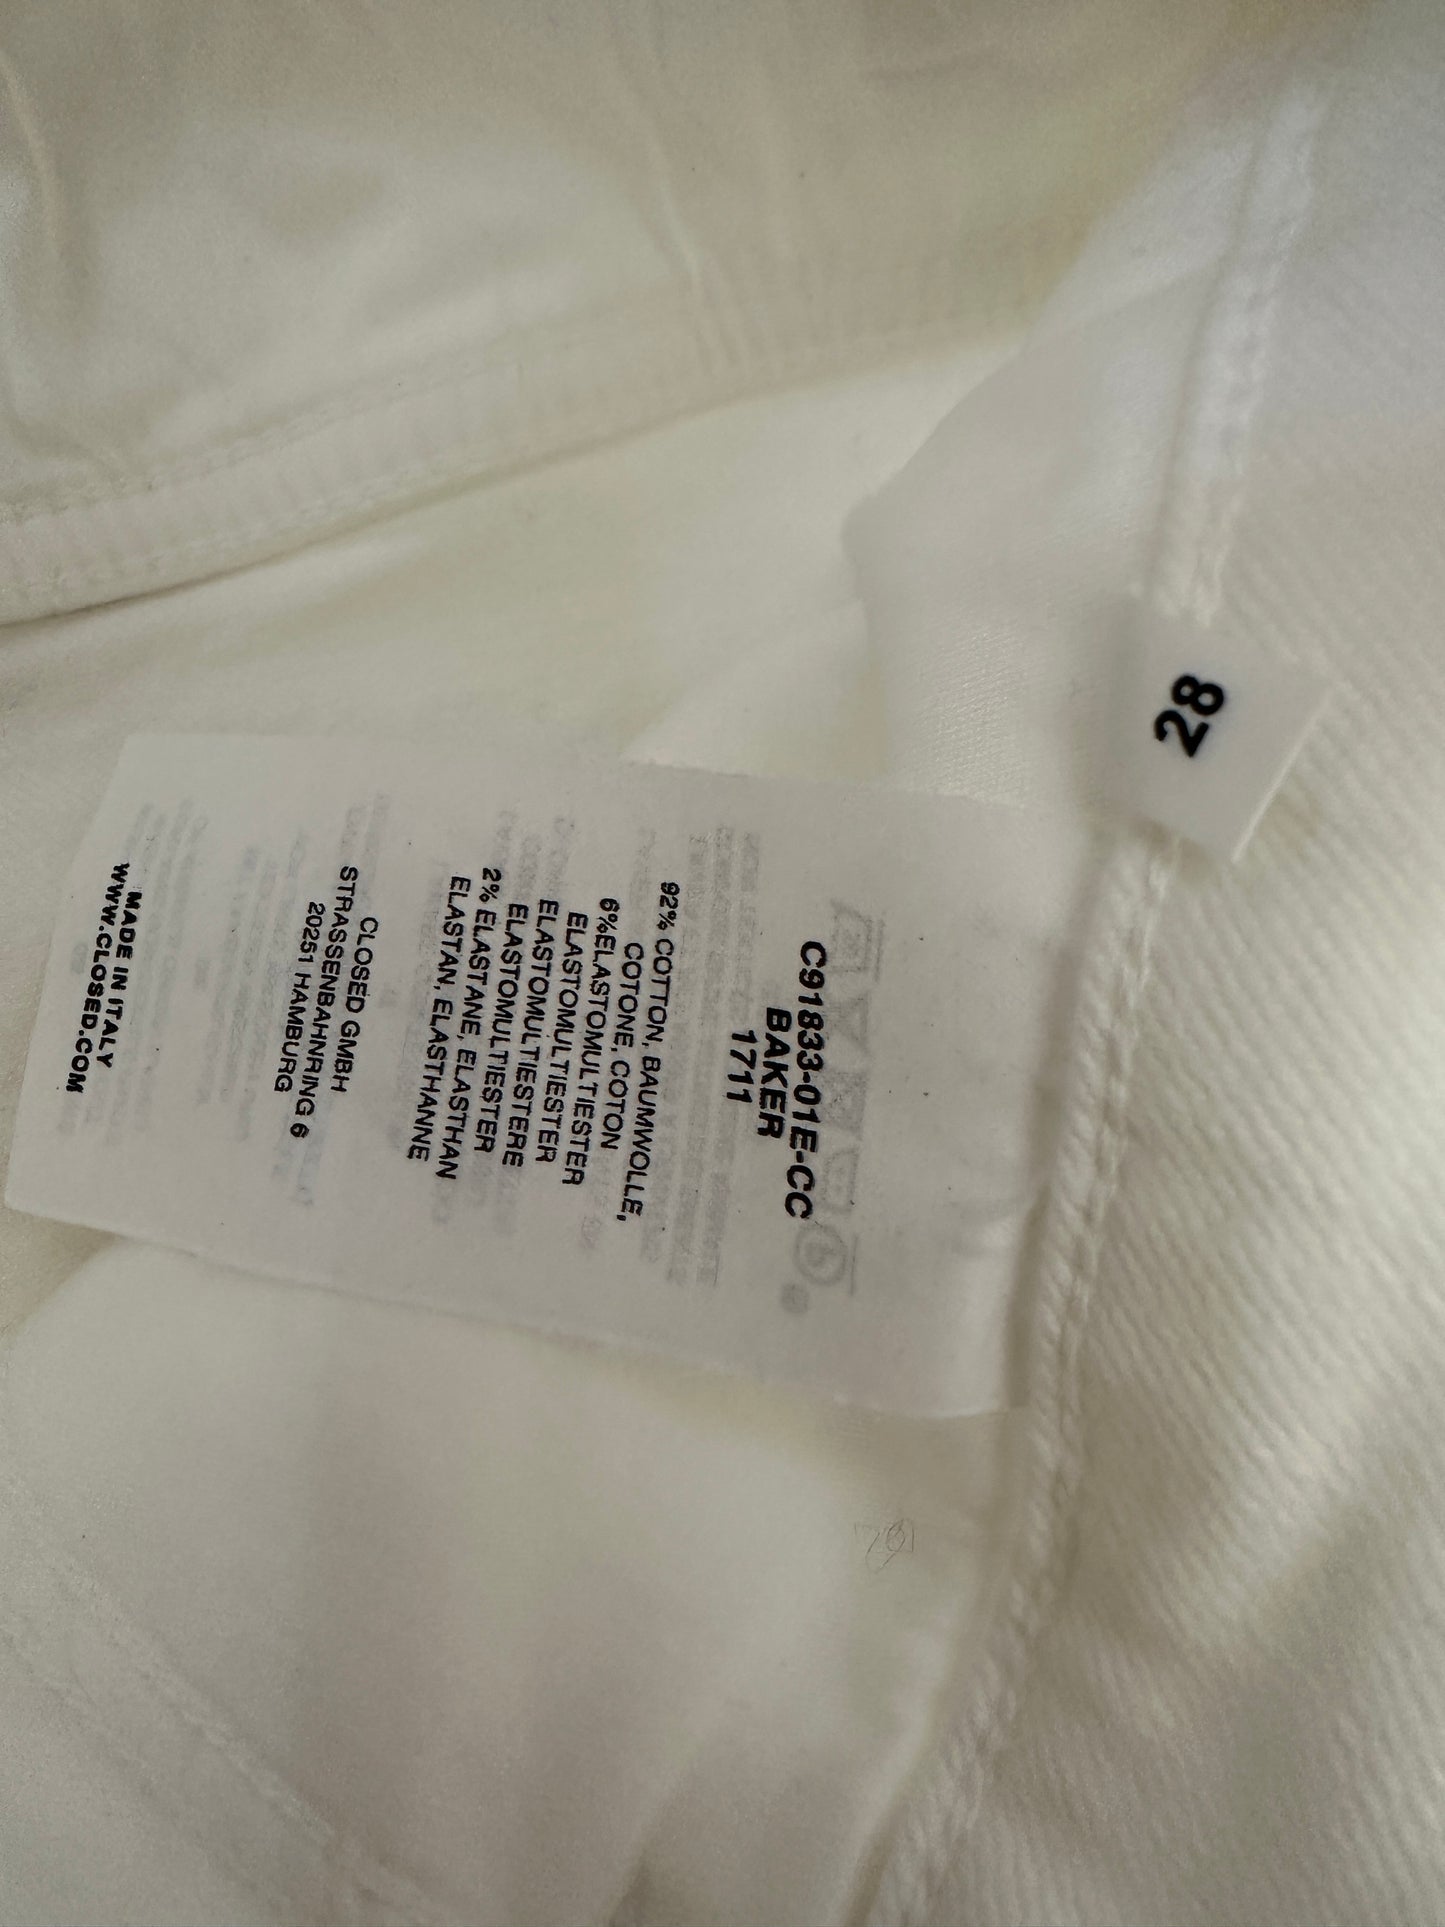 28
C91833-01E-CC
BAKER
1711
92% COTTON, BAUMWOLLE,
COTONE, COTON
6%ELASTOMULTIESTER
ELASTOMULTIESTER
ELASTOMULTIESTER
ELASTOMULTIESTERE
ELASTOMULTIESTER
2% ELASTANE, ELASTHAN
ELASTAN, ELASTHANNE
CLOSED GMBH
STRASSENBAHNRING 6
20251 HAMBURG
MADE IN ITALY
WWW.CLOSED.COM